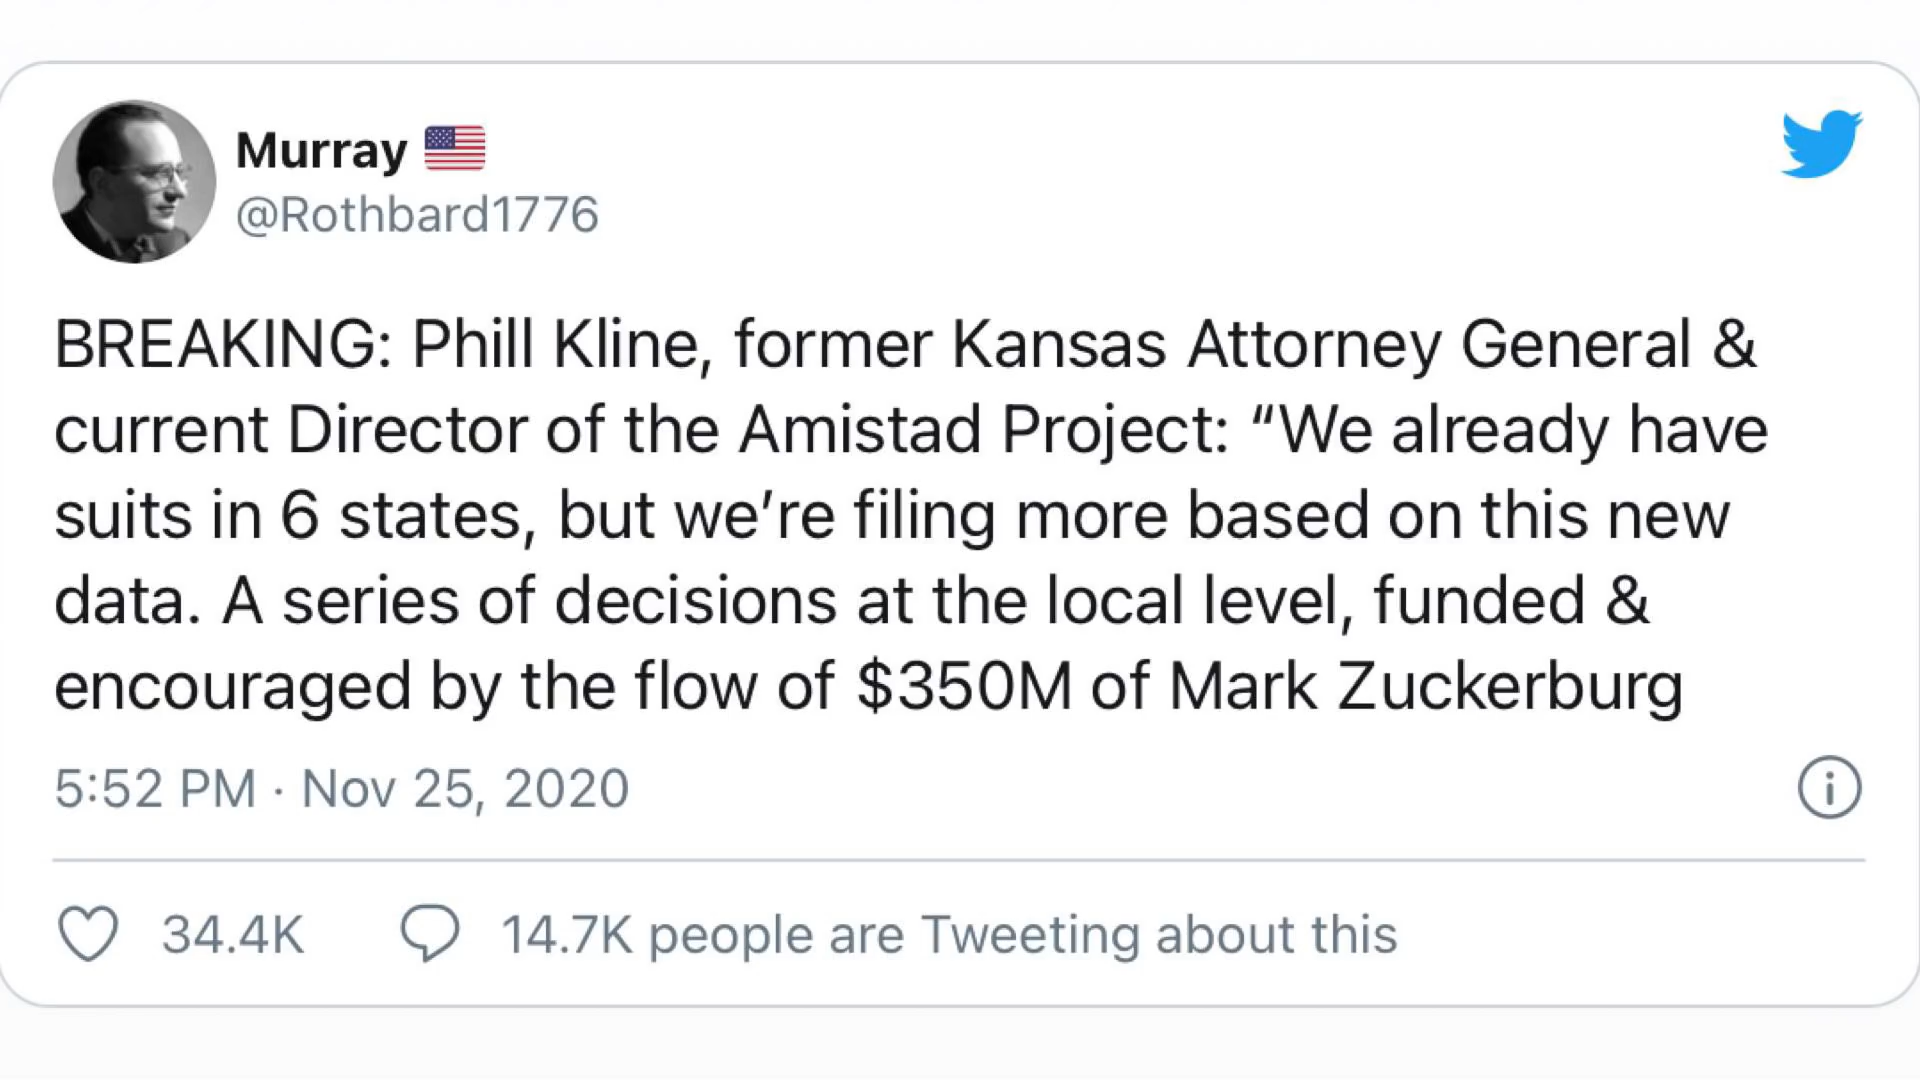 Murray 🇺🇸
@Rothbard1776
BREAKING: Phill Kline, former Kansas Attorney General &
current Director of the Amistad Project: “We already have
suits in 6 states, but we’re filing more based on this new
data. A series of decisions at the local level, funded &
encouraged by the flow of $350M of Mark Zuckerburg
5:52 PM · Nov 25, 2020
34.4K 14.7K people are Tweeting about this